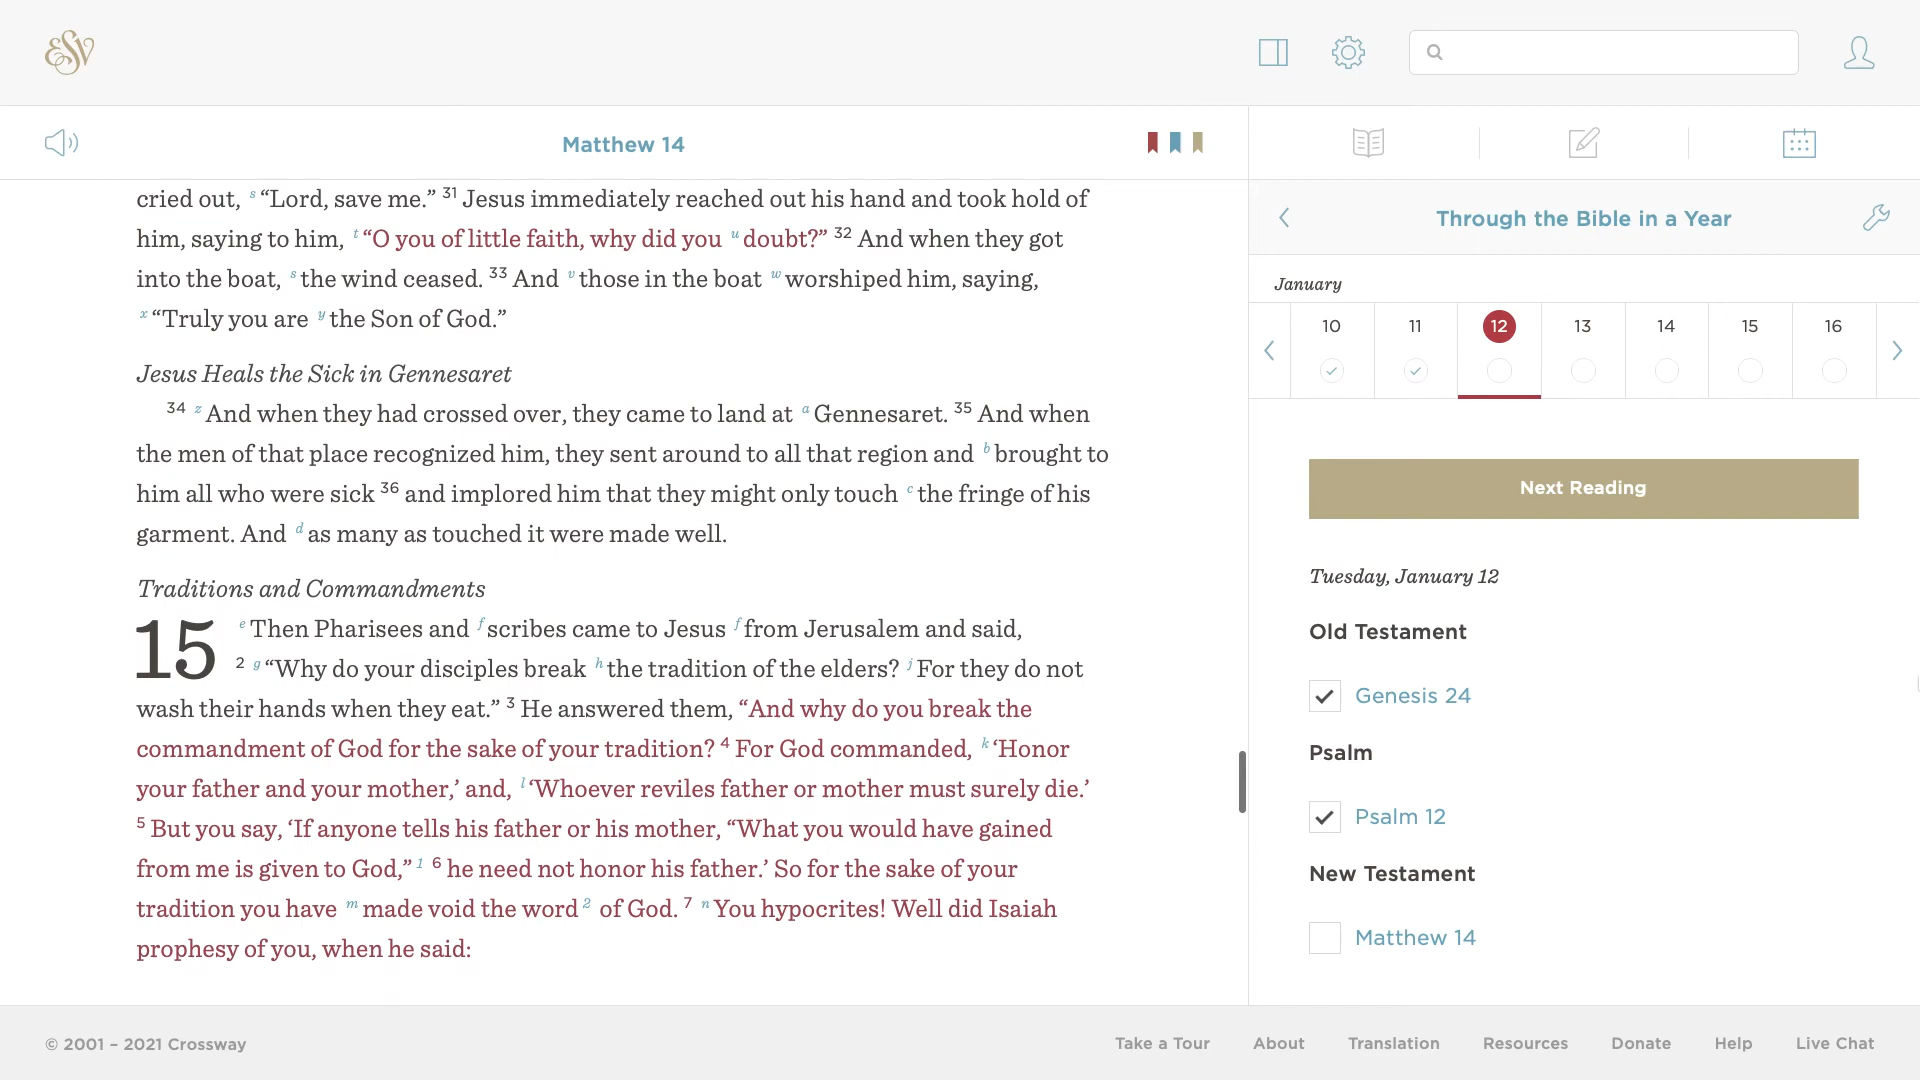 ESV
Matthew 14
cried out, s “Lord, save me.” 31 Jesus immediately reached out his hand and took hold of
him, saying to him, t “O you of little faith, why did you u doubt?” 32 And when they got
into the boat, s the wind ceased. 33 And v those in the boat w worshiped him, saying,
x “Truly you are y the Son of God.”
Jesus Heals the Sick in Gennesaret
34 z And when they had crossed over, they came to land at a Gennesaret. 35 And when
the men of that place recognized him, they sent around to all that region and b brought to
him all who were sick 36 and implored him that they might only touch c the fringe of his
garment. And d as many as touched it were made well.
Traditions and Commandments
15 e Then Pharisees and f scribes came to Jesus f from Jerusalem and said,
2 g “Why do your disciples break h the tradition of the elders? j For they do not
wash their hands when they eat.” 3 He answered them, “And why do you break the
commandment of God for the sake of your tradition? 4 For God commanded, k ‘Honor
your father and your mother,’ and, l ‘Whoever reviles father or mother must surely die.’
5 But you say, ‘If anyone tells his father or his mother, “What you would have gained
from me is given to God,” 1 6 he need not honor his father.’ So for the sake of your
tradition you have m made void the word 2 of God. 7 n You hypocrites! Well did Isaiah
prophesy of you, when he said:
Through the Bible in a Year
January
10 11 12 13 14 15 16
Next Reading
Tuesday, January 12
Old Testament
Genesis 24
Psalm
Psalm 12
New Testament
Matthew 14
© 2001 – 2021 Crossway
Take a Tour About Translation Resources Donate Help Live Chat